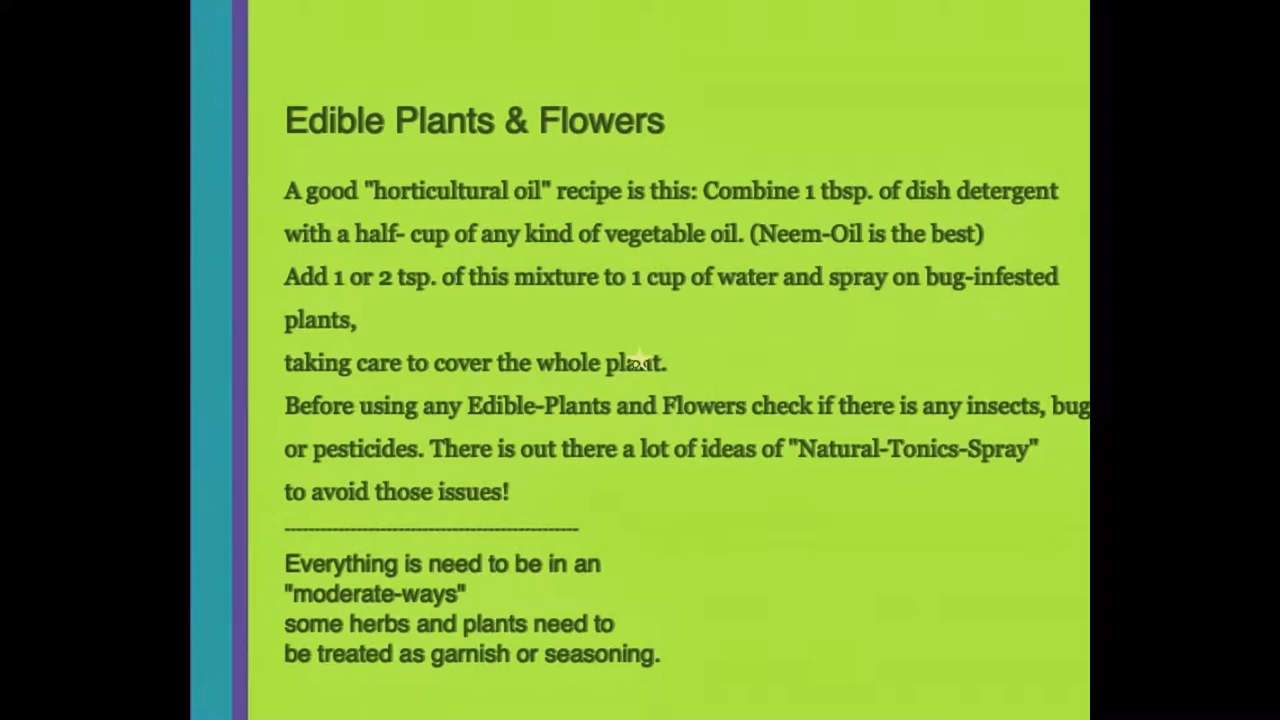 Edible Plants & Flowers
A good "horticultural oil" recipe is this: Combine 1 tbsp. of dish detergent
with a half- cup of any kind of vegetable oil. (Neem-Oil is the best)
Add 1 or 2 tsp. of this mixture to 1 cup of water and spray on bug-infested
plants,
taking care to cover the whole plant.
Before using any Edible-Plants and Flowers check if there is any insects, bug
or pesticides. There is out there a lot of ideas of "Natural-Tonics-Spray"
to avoid those issues!
-------------------------------------------------
Everything is need to be in an
"moderate-ways"
some herbs and plants need to
be treated as garnish or seasoning.